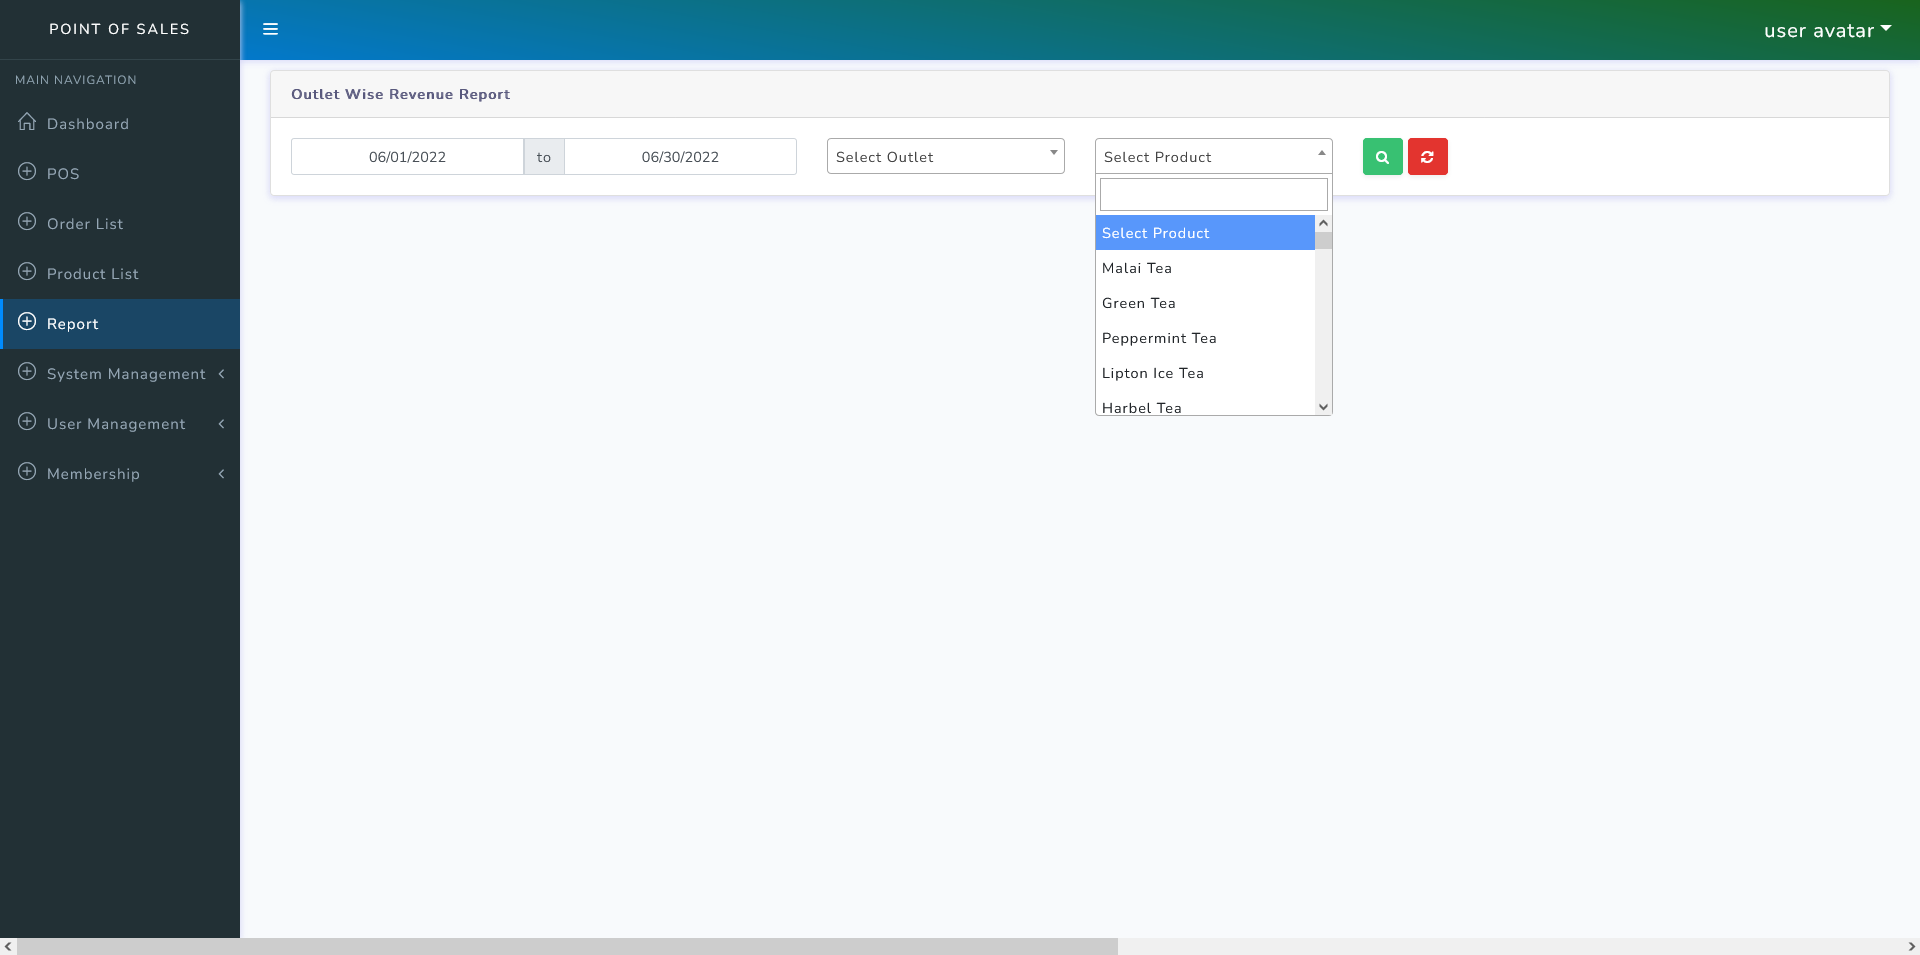 POINT OF SALES
user avatar
MAIN NAVIGATION
Dashboard
POS
Order List
Product List
Report
System Management
User Management
Membership
Outlet Wise Revenue Report
06/01/2022 to 06/30/2022
Select Outlet
Select Product
Select Product
Malai Tea
Green Tea
Peppermint Tea
Lipton Ice Tea
Harbel Tea